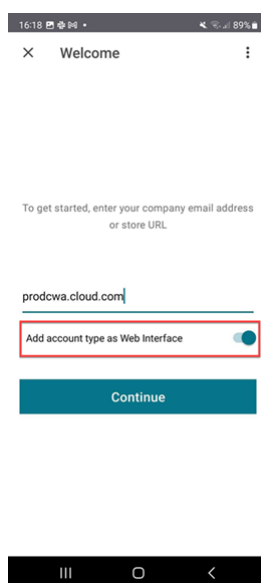 16:18 89%
Welcome
To get started, enter your company email address
or store URL
prodcwa.cloud.com
Add account type as Web Interface
Continue